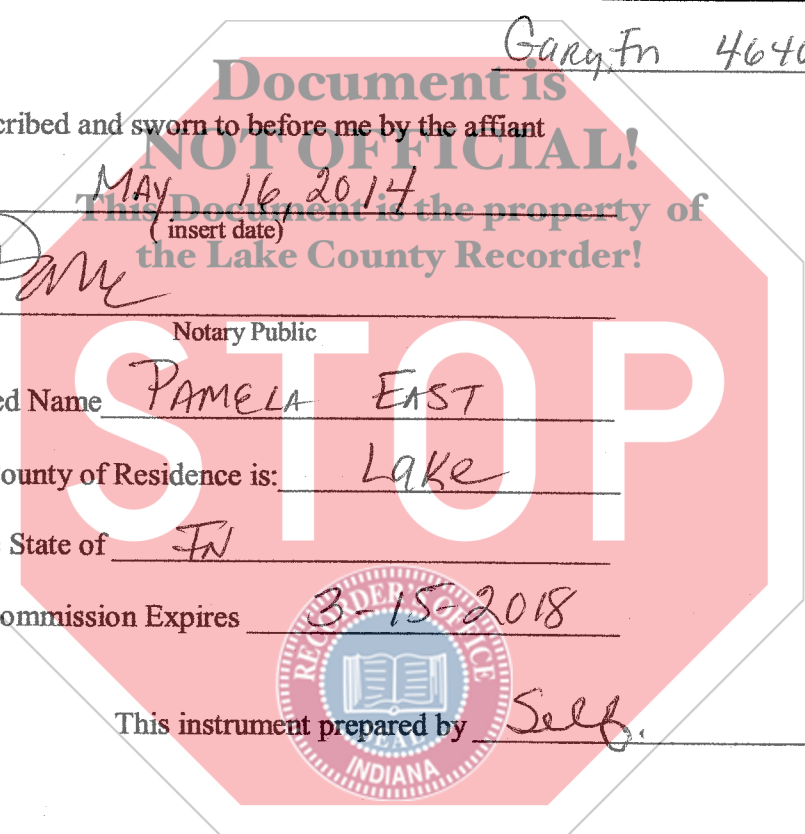 Gary, In 4640
Document is
cribed and sworn to before me by the affiant
NOT OFFICIAL!
MAY 16, 2014
This Document is the property of
( insert date)
the Lake County Recorder!
Notary Public
STOP
ed Name PAMELA EAST
ounty of Residence is: Lake
State of IN
ommission Expires 3-15-2018
RECORDER'S OFFICE
This instrument prepared by Self.
SEAL
INDIANA